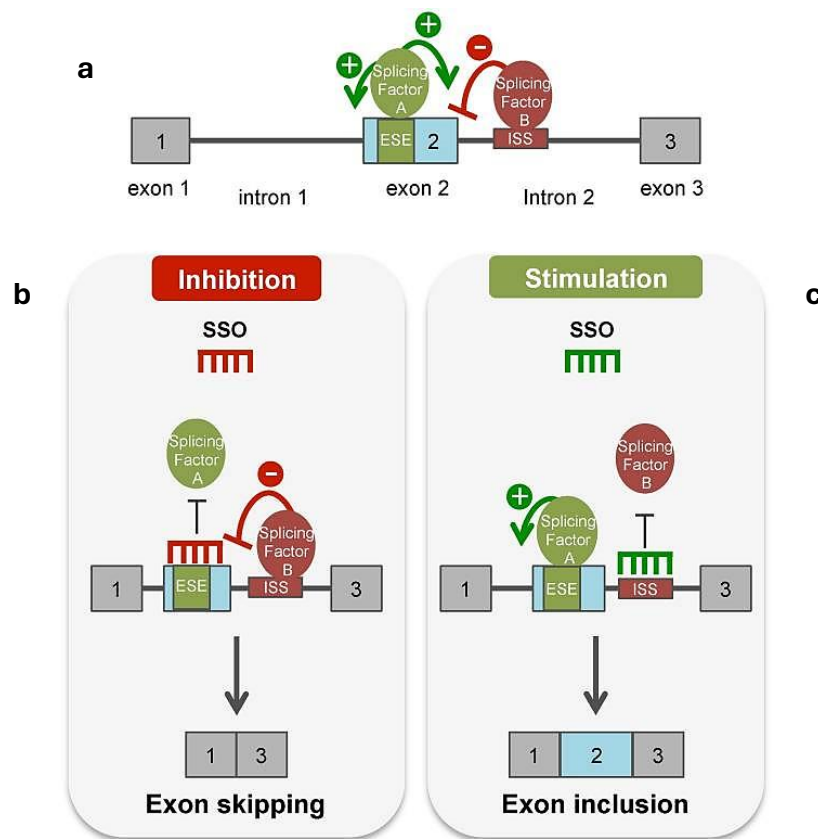 a
+
+
−
Splicing
Factor
A
Splicing
Factor
B
1
ESE
2
ISS
3
exon 1
intron 1
exon 2
Intron 2
exon 3
b
Inhibition
SSO
Splicing
Factor
A
−
Splicing
Factor
B
1
ESE
ISS
3
1
3
Exon skipping
c
Stimulation
SSO
Splicing
Factor
B
+
Splicing
Factor
A
1
ESE
ISS
3
1
2
3
Exon inclusion